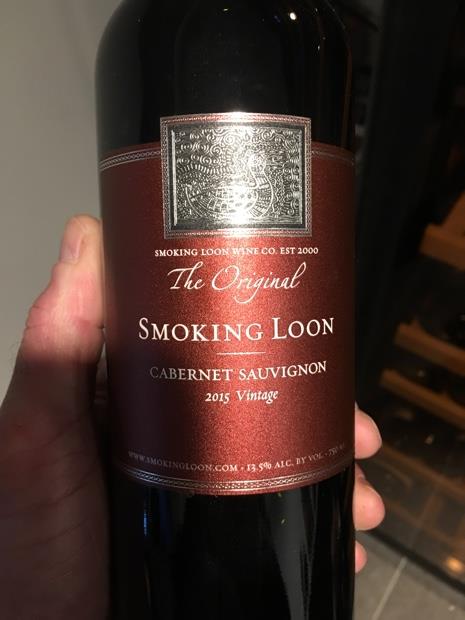 SMOKING LOON WINE CO. EST 2000
The Original
SMOKING LOON
CABERNET SAUVIGNON
2015 Vintage
WWW.SMOKINGLOON.COM · 13.5% ALC. BY VOL · 750 ML